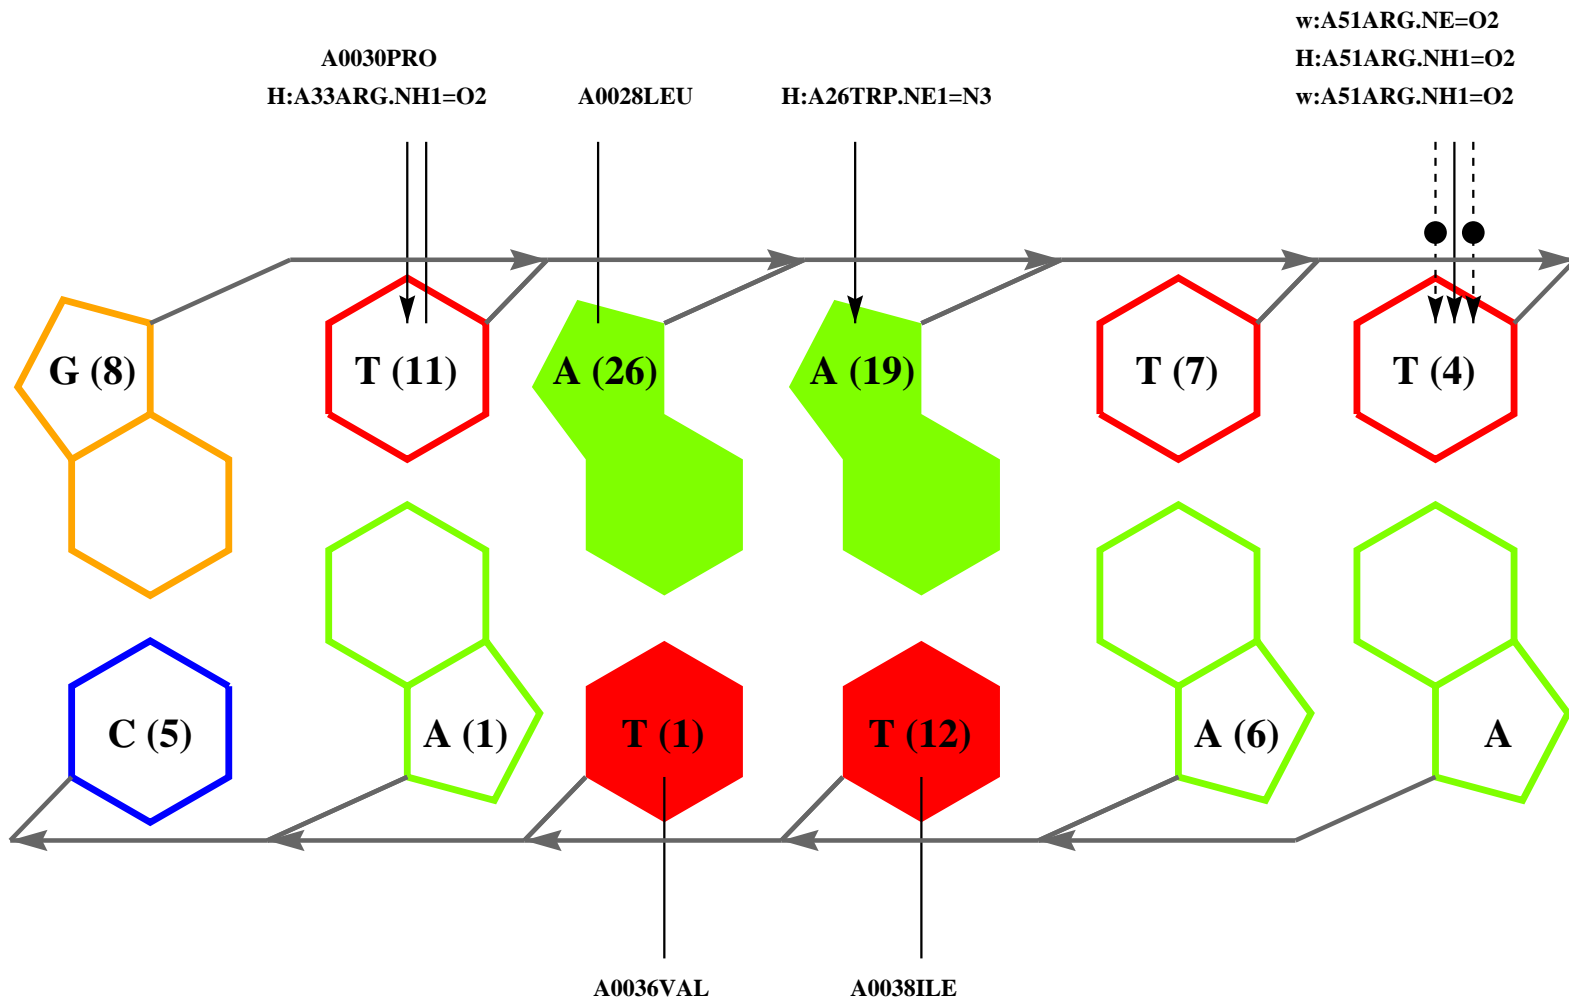 w:A51ARG.NE=O2
A0030PRO
H:A51ARG.NH1=O2
H:A33ARG.NH1=O2
A0028LEU
H:A26TRP.NE1=N3
w:A51ARG.NH1=O2
G (8)
T (11)
A (26)
A (19)
T (7)
T (4)
C (5)
A (1)
T (1)
T (12)
A (6)
A
A0036VAL
A0038ILE